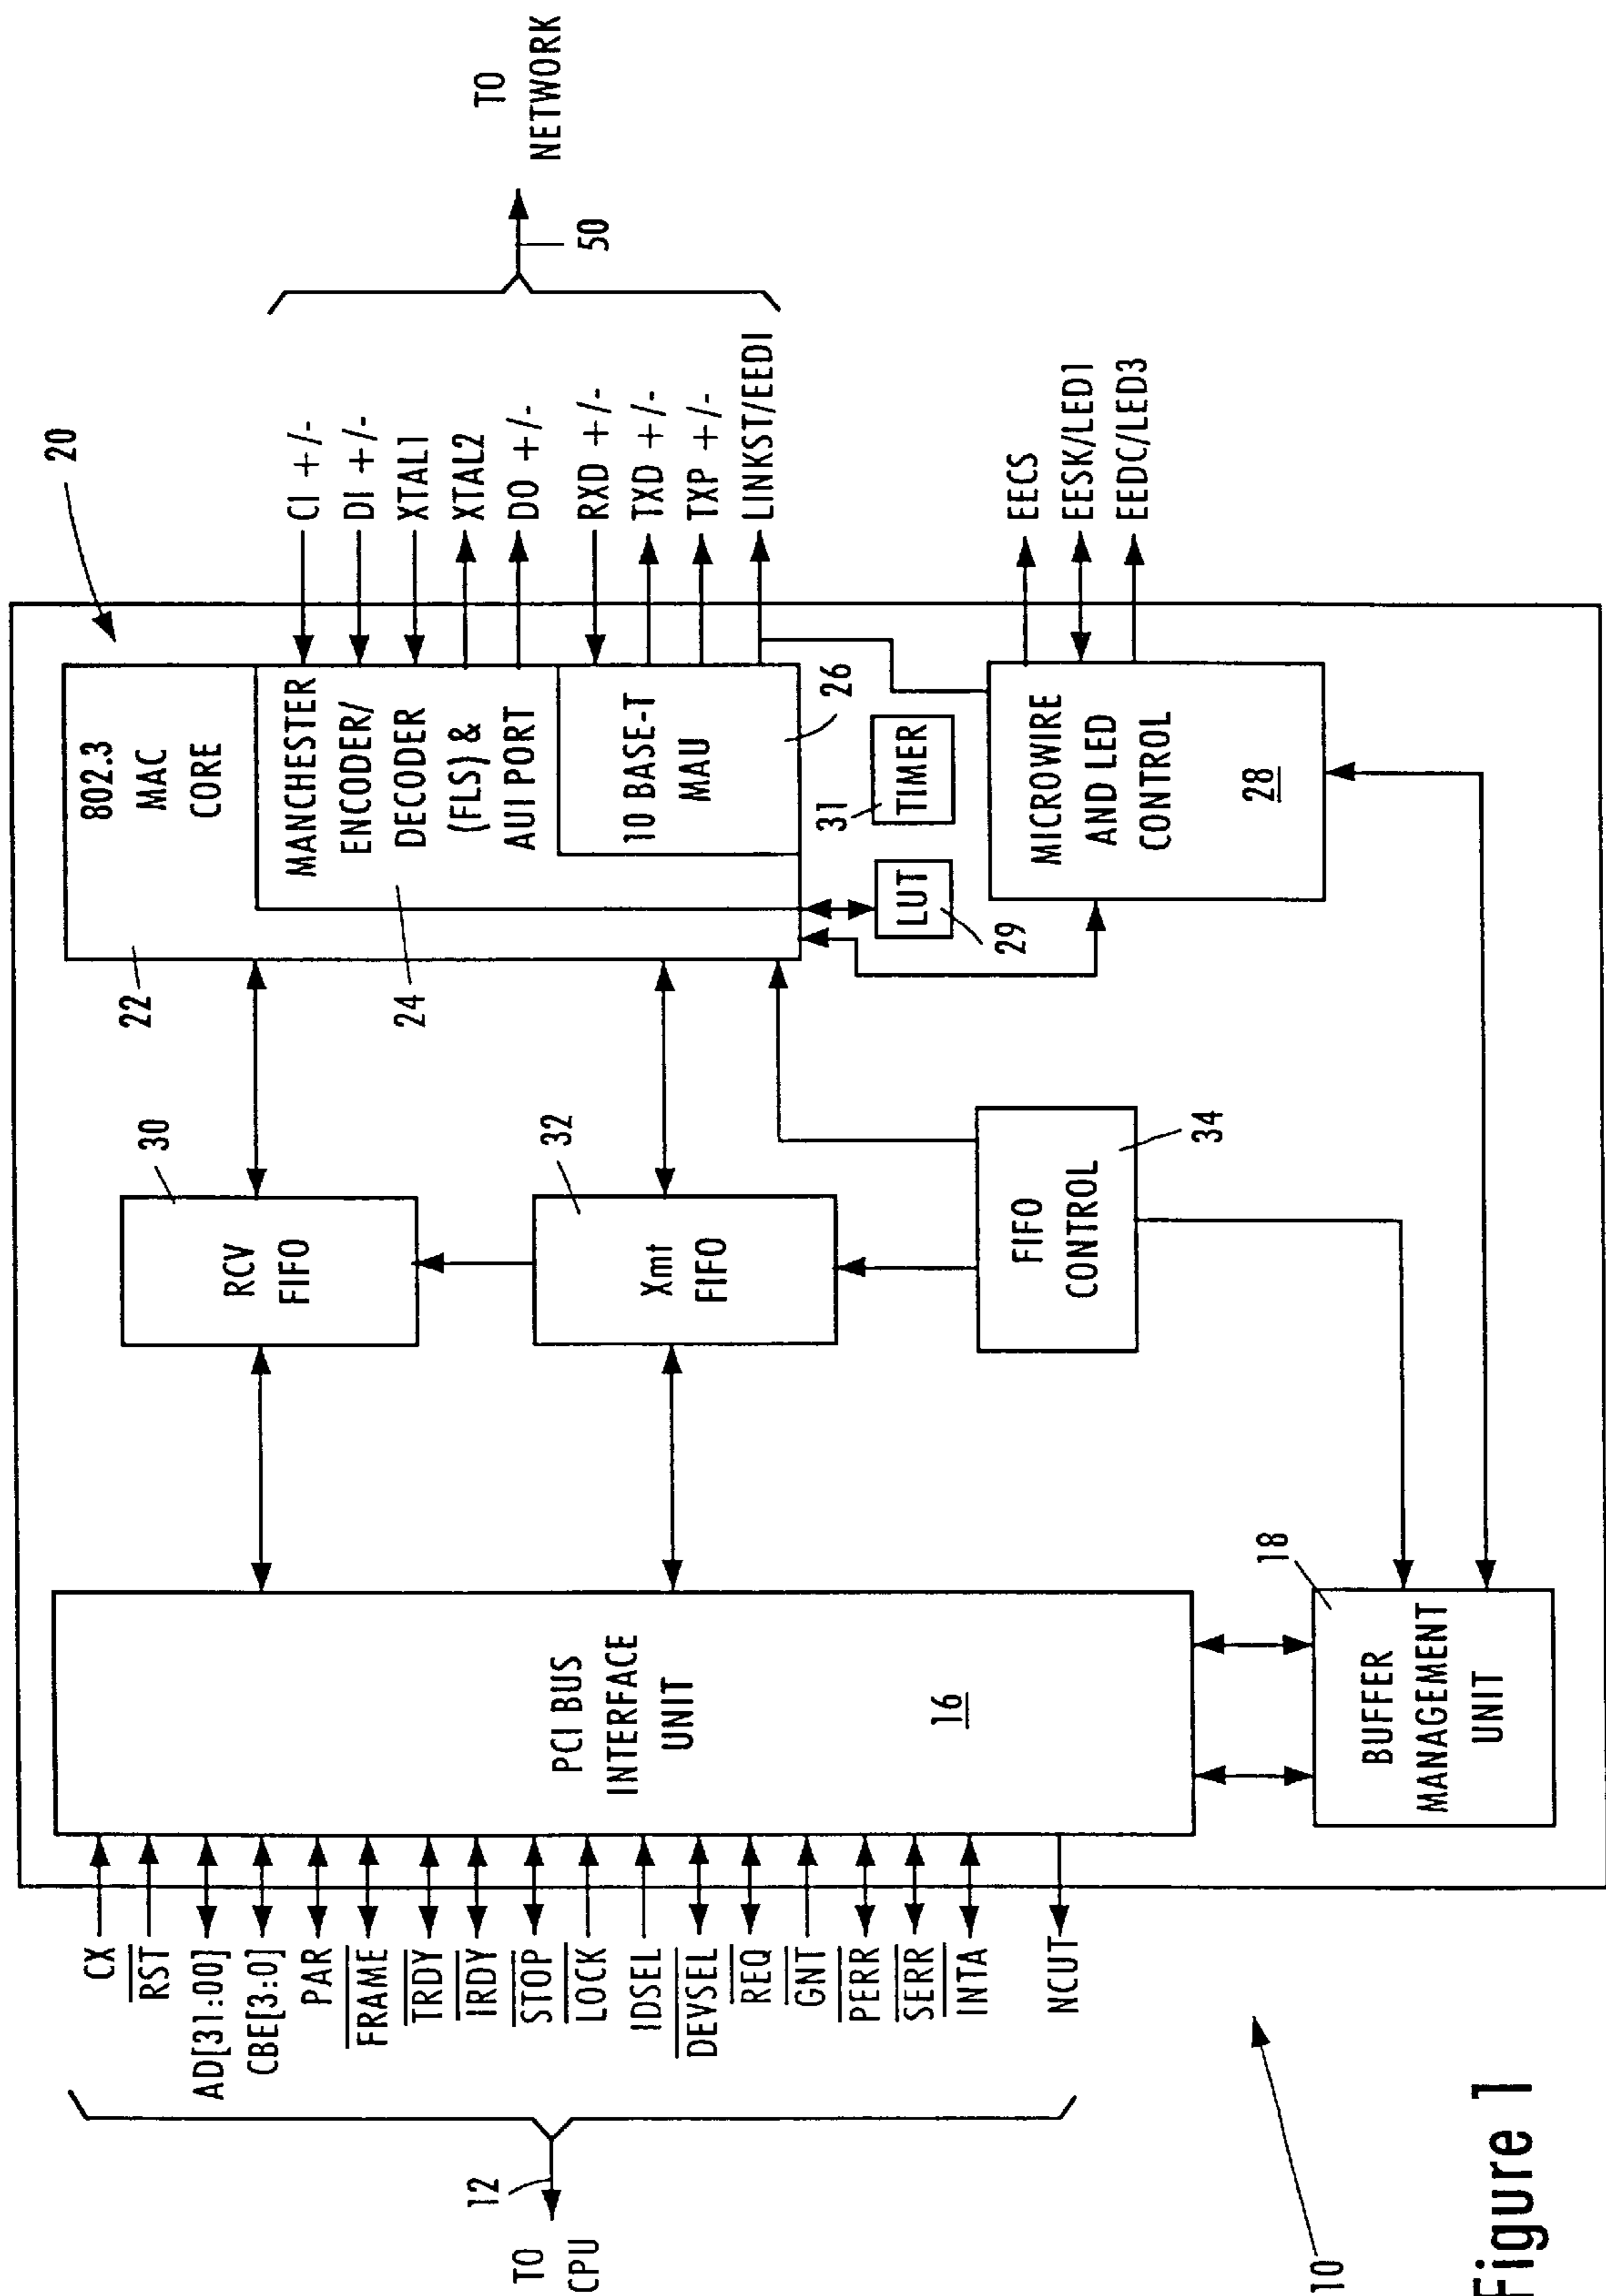 TO
CPU
12
CX
RST
AD[31:00]
CBE[3:0]
PAR
FRAME
TRDY
IRDY
STOP
LOCK
IDSEL
DEVSEL
REQ
GNT
PERR
SERR
INTA
NCUT
PCI BUS
INTERFACE
UNIT
16
BUFFER
MANAGEMENT
UNIT
18
RCV
FIFO
30
Xmt
FIFO
32
FIFO
CONTROL
34
802.3
MAC
CORE
22
20
MANCHESTER
ENCODER/
DECODER
(FLS) &
AUI PORT
24
10 BASE-T
MAU
26
LUT
29
31
TIMER
MICROWIRE
AND LED
CONTROL
28
CI +/-
DI +/-
XTAL1
XTAL2
DO +/-
RXD +/-
TXD +/-
TXP +/-
LINKST/EEDI
EECS
EESK/LED1
EEDC/LED3
50
TO
NETWORK
10
Figure 1